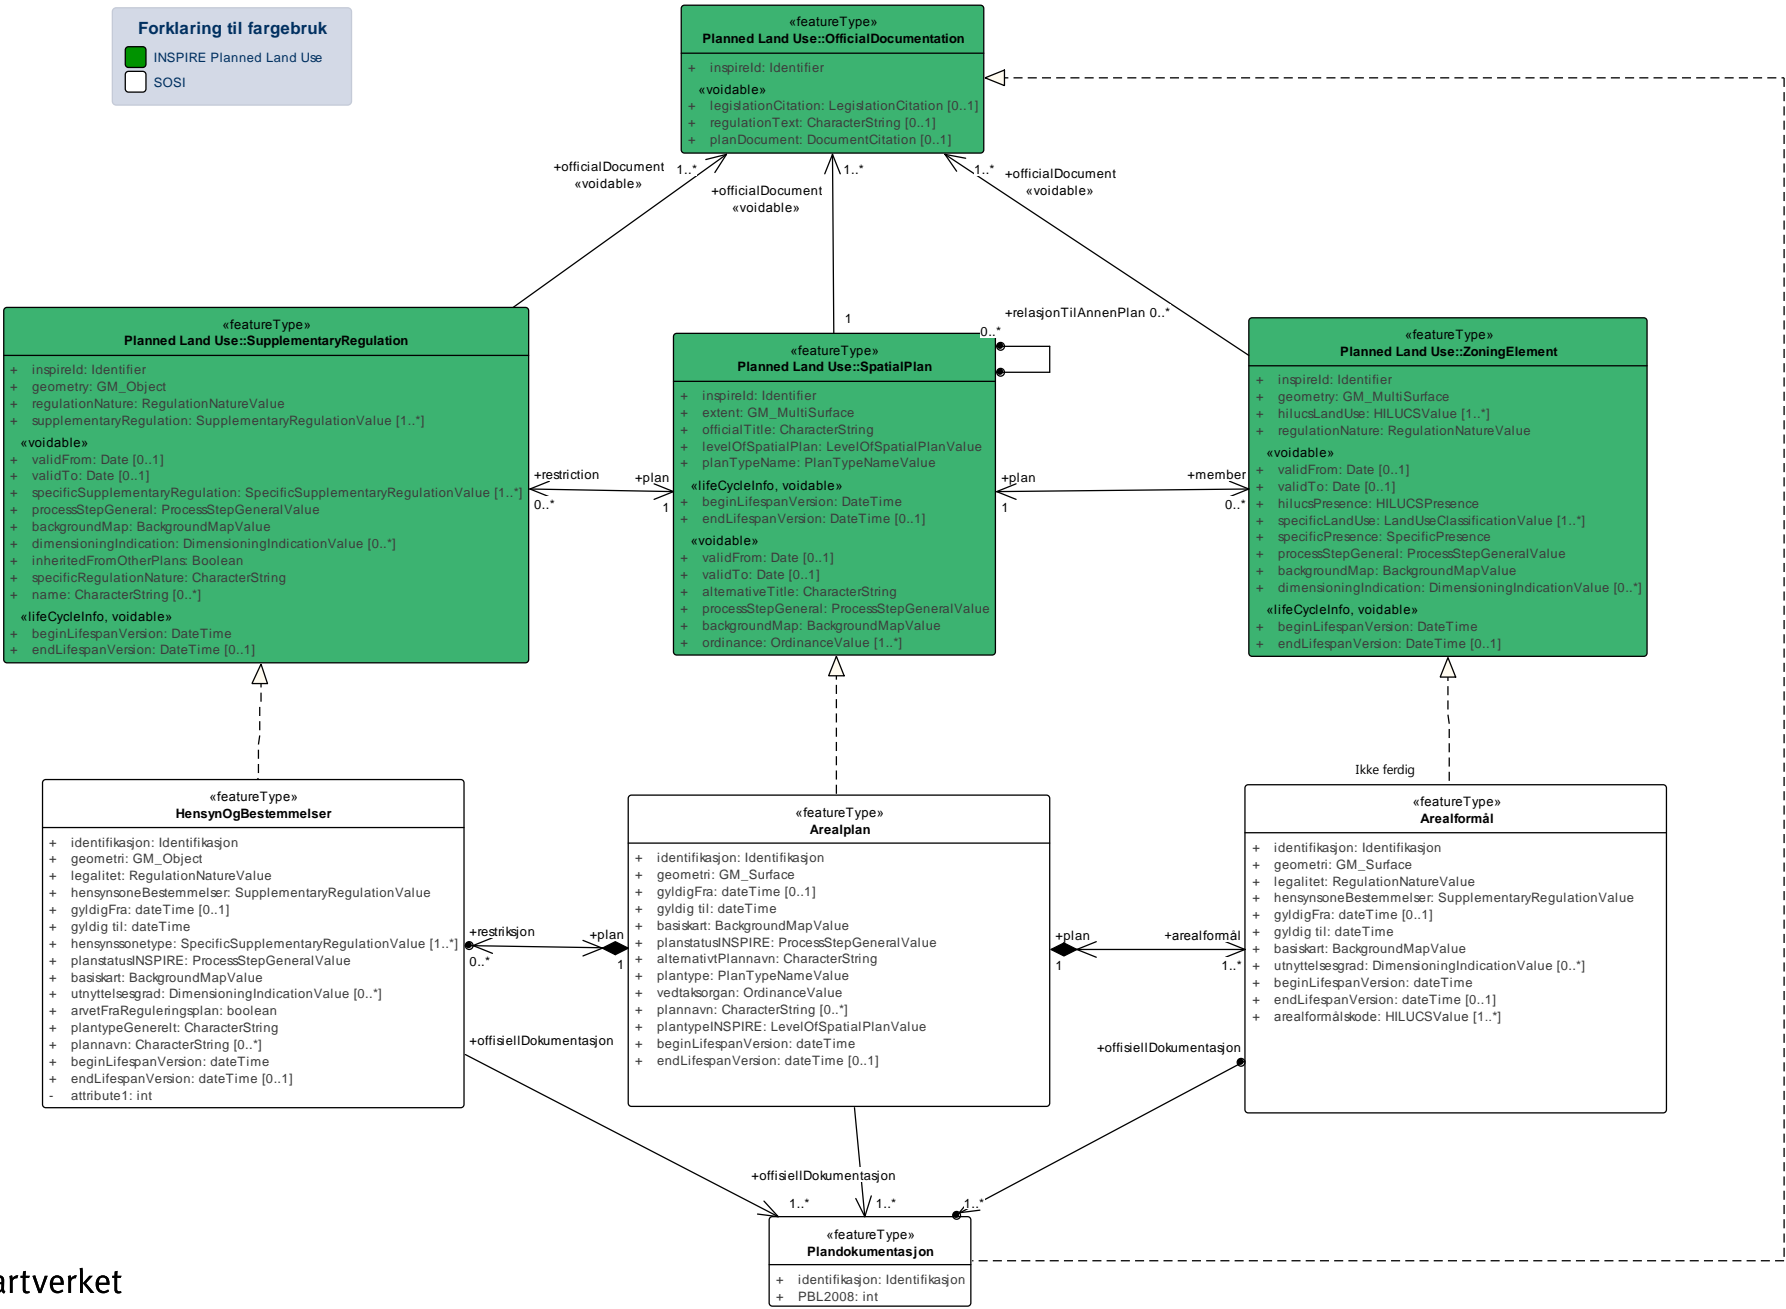 Forklaring til fargebruk
INSPIRE Planned Land Use
SOSI
«featureType»
Planned Land Use::OfficialDocumentation
+ inspireId: Identifier
«voidable»
+ legislationCitation: LegislationCitation [0..1]
+ regulationText: CharacterString [0..1]
+ planDocument: DocumentCitation [0..1]
+officialDocument
«voidable»
1..*
+officialDocument
«voidable»
1..*
+officialDocument
«voidable»
1..*
1
+relasjonTilAnnenPlan 0..*
0..*
«featureType»
Planned Land Use::SupplementaryRegulation
+ inspireId: Identifier
+ geometry: GM_Object
+ regulationNature: RegulationNatureValue
+ supplementaryRegulation: SupplementaryRegulationValue [1..*]
«voidable»
+ validFrom: Date [0..1]
+ validTo: Date [0..1]
+ specificSupplementaryRegulation: SpecificSupplementaryRegulationValue [1..*]
+ processStepGeneral: ProcessStepGeneralValue
+ backgroundMap: BackgroundMapValue
+ dimensioningIndication: DimensioningIndicationValue [0..*]
+ inheritedFromOtherPlans: Boolean
+ specificRegulationNature: CharacterString
+ name: CharacterString [0..*]
«lifeCycleInfo, voidable»
+ beginLifespanVersion: DateTime
+ endLifespanVersion: DateTime [0..1]
+restriction
0..*
+plan
1
«featureType»
Planned Land Use::SpatialPlan
+ inspireId: Identifier
+ extent: GM_MultiSurface
+ officialTitle: CharacterString
+ levelOfSpatialPlan: LevelOfSpatialPlanValue
+ planTypeName: PlanTypeNameValue
«lifeCycleInfo, voidable»
+ beginLifespanVersion: DateTime
+ endLifespanVersion: DateTime [0..1]
«voidable»
+ validFrom: Date [0..1]
+ validTo: Date [0..1]
+ alternativeTitle: CharacterString
+ processStepGeneral: ProcessStepGeneralValue
+ backgroundMap: BackgroundMapValue
+ ordinance: OrdinanceValue [1..*]
+plan
1
+member
0..*
«featureType»
Planned Land Use::ZoningElement
+ inspireId: Identifier
+ geometry: GM_MultiSurface
+ hilucsLandUse: HILUCSValue [1..*]
+ regulationNature: RegulationNatureValue
«voidable»
+ validFrom: Date [0..1]
+ validTo: Date [0..1]
+ hilucsPresence: HILUCSPresence
+ specificLandUse: LandUseClassificationValue [1..*]
+ specificPresence: SpecificPresence
+ processStepGeneral: ProcessStepGeneralValue
+ backgroundMap: BackgroundMapValue
+ dimensioningIndication: DimensioningIndicationValue [0..*]
«lifeCycleInfo, voidable»
+ beginLifespanVersion: DateTime
+ endLifespanVersion: DateTime [0..1]
Ikke ferdig
«featureType»
HensynOgBestemmelser
+ identifikasjon: Identifikasjon
+ geometri: GM_Object
+ legalitet: RegulationNatureValue
+ hensynsoneBestemmelser: SupplementaryRegulationValue
+ gyldigFra: dateTime [0..1]
+ gyldig til: dateTime
+ hensynssonetype: SpecificSupplementaryRegulationValue [1..*]
+ planstatusINSPIRE: ProcessStepGeneralValue
+ basiskart: BackgroundMapValue
+ utnyttelsesgrad: DimensioningIndicationValue [0..*]
+ arvetFraReguleringsplan: boolean
+ plantypeGenerelt: CharacterString
+ plannavn: CharacterString [0..*]
+ beginLifespanVersion: dateTime
+ endLifespanVersion: dateTime [0..1]
- attribute1: int
+restriksjon
0..*
+plan
1
«featureType»
Arealplan
+ identifikasjon: Identifikasjon
+ geometri: GM_Surface
+ gyldigFra: dateTime [0..1]
+ gyldig til: dateTime
+ basiskart: BackgroundMapValue
+ planstatusINSPIRE: ProcessStepGeneralValue
+ alternativtPlannavn: CharacterString
+ plantype: PlanTypeNameValue
+ vedtaksorgan: OrdinanceValue
+ plannavn: CharacterString [0..*]
+ plantypeINSPIRE: LevelOfSpatialPlanValue
+ beginLifespanVersion: dateTime
+ endLifespanVersion: dateTime [0..1]
+plan
1
+arealformål
1..*
«featureType»
Arealformål
+ identifikasjon: Identifikasjon
+ geometri: GM_Surface
+ legalitet: RegulationNatureValue
+ hensynsoneBestemmelser: SupplementaryRegulationValue
+ gyldigFra: dateTime [0..1]
+ gyldig til: dateTime
+ basiskart: BackgroundMapValue
+ utnyttelsesgrad: DimensioningIndicationValue [0..*]
+ beginLifespanVersion: dateTime
+ endLifespanVersion: dateTime [0..1]
+ arealformålskode: HILUCSValue [1..*]
+offisiellDokumentasjon
1..*
+offisiellDokumentasjon
1..*
+offisiellDokumentasjon
1..*
«featureType»
Plandokumentasjon
+ identifikasjon: Identifikasjon
+ PBL2008: int
artverket